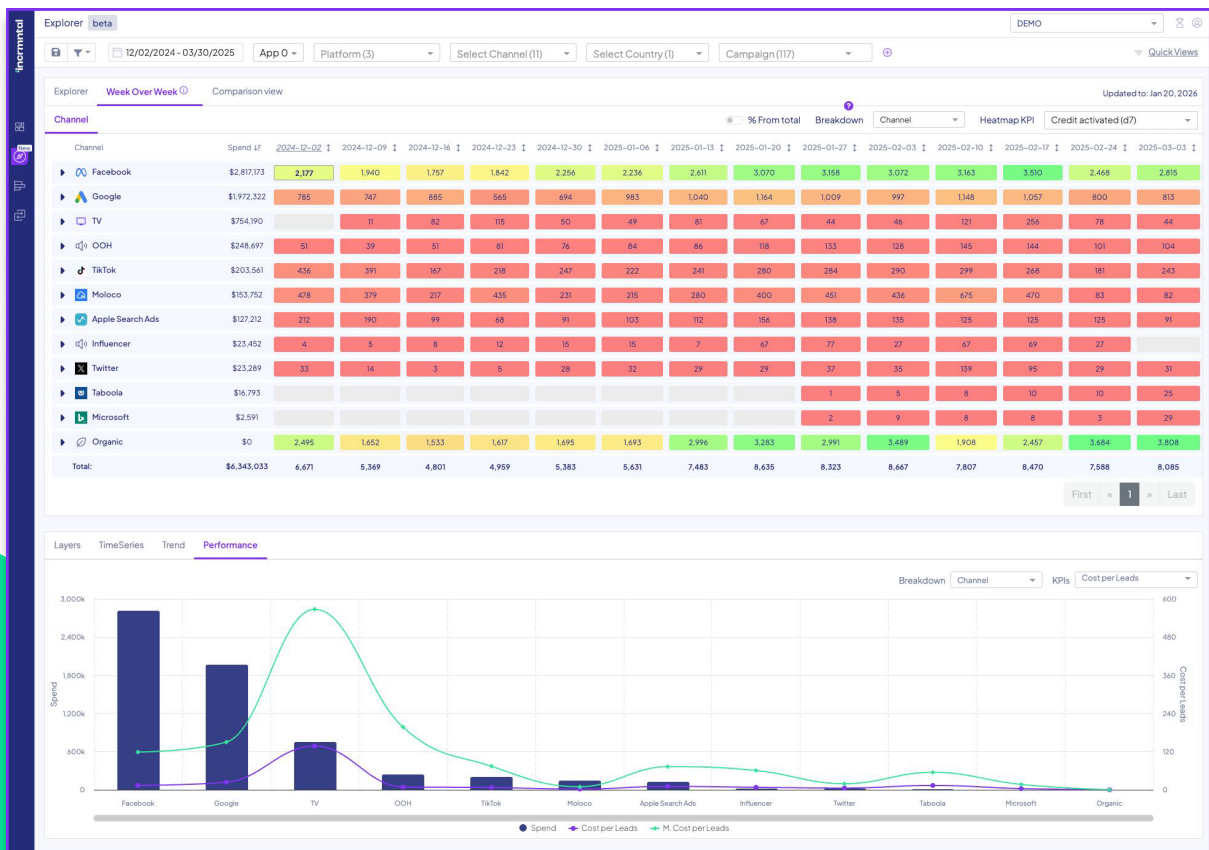 incrmntal
Explorer beta
DEMO
12/02/2024 - 03/30/2025
App 0
Platform (3)
Select Channel (11)
Select Country (1)
Campaign (117)
Quick Views
Explorer Week Over Week Comparison view
Updated to: Jan 20, 2026
New
Channel
% From total
?
Breakdown Channel
Heatmap KPI Credit activated (d7)
Channel Spend 2024-12-02 2024-12-09 2024-12-16 2024-12-23 2024-12-30 2025-01-06 2025-01-13 2025-01-20 2025-01-27 2025-02-03 2025-02-10 2025-02-17 2025-02-24 2025-03-03
Facebook $2,817,173 2,177 1,940 1,757 1,842 2,256 2,236 2,611 3,070 3,158 3,072 3,163 3,510 2,468 2,815
Google $1,972,322 785 747 885 565 694 983 1,040 1,164 1,009 997 1,148 1,057 800 813
TV $754,190 11 82 115 50 49 81 67 44 46 121 256 78 44
OOH $248,697 51 39 51 81 76 84 86 118 133 128 145 144 101 104
TikTok $203,561 436 391 167 218 247 222 241 280 284 290 299 268 181 243
Moloco $153,752 478 379 217 435 231 215 280 400 451 436 675 470 83 82
Apple Search Ads $127,212 212 190 99 68 91 103 112 156 138 135 125 125 125 91
Influencer $23,452 4 5 8 12 15 15 7 67 77 27 67 69 27
Twitter $23,289 33 14 3 5 28 32 29 29 37 35 139 95 29 31
Taboola $16,793 1 5 8 10 10 25
Microsoft $2,591 2 9 8 8 3 29
Organic $0 2,495 1,652 1,533 1,617 1,695 1,693 2,996 3,283 2,991 3,489 1,908 2,457 3,684 3,808
Total: $6,343,033 6,671 5,369 4,801 4,959 5,383 5,631 7,483 8,635 8,323 8,667 7,807 8,470 7,588 8,085
First « 1 » Last
Layers TimeSeries Trend Performance
Breakdown Channel KPIs Cost per Leads
3,000k 600
2,400k 480
1,800k 360
Spend
Cost per Leads
1,200k 240
600k 120
0 0
Facebook Google TV OOH TikTok Moloco Apple Search Ads Influencer Twitter Taboola Microsoft Organic
Spend Cost per Leads M. Cost per Leads